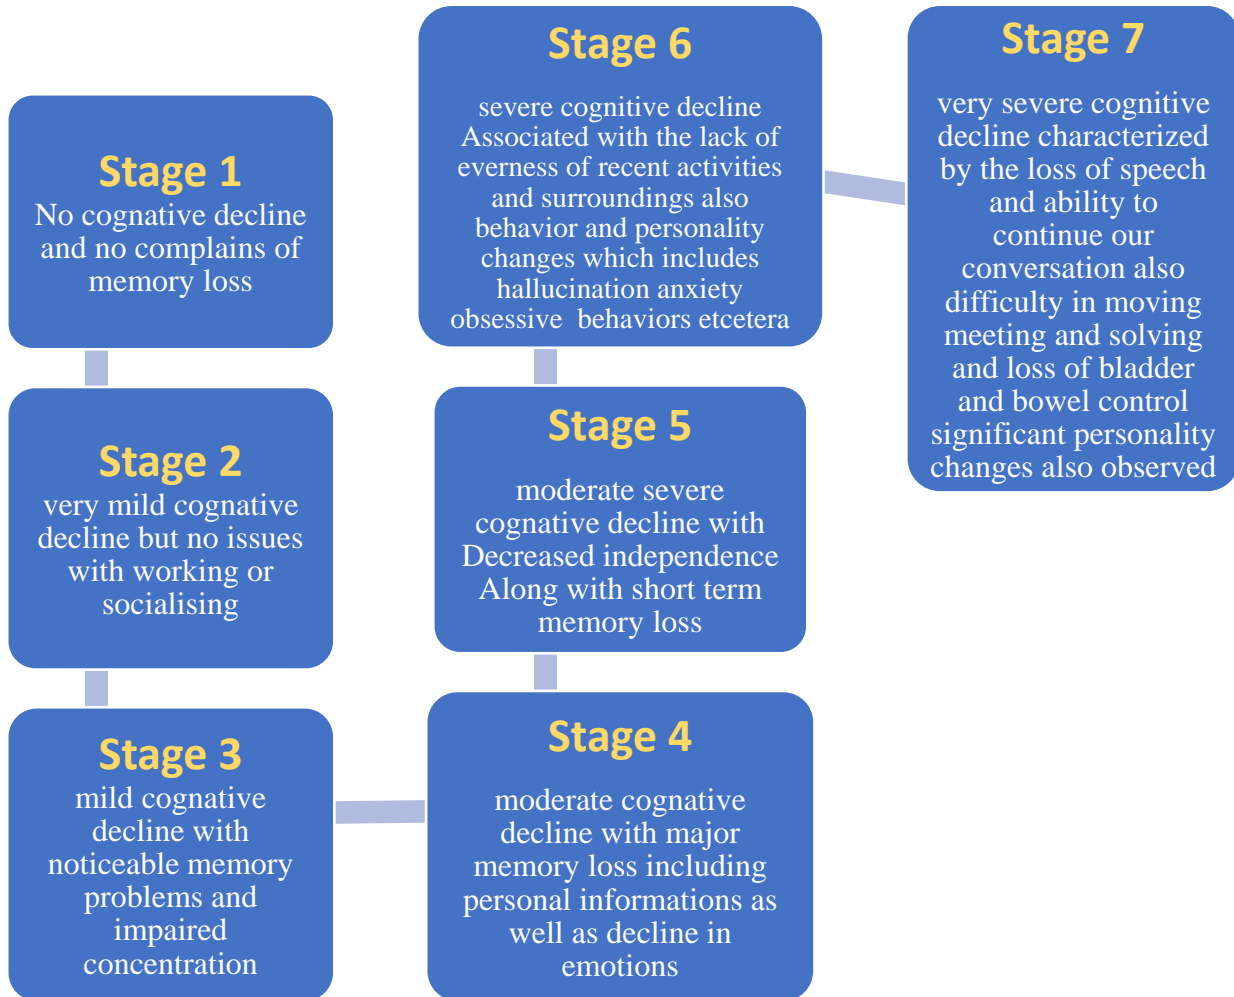 Stage 1
No cognative decline
and no complains of
memory loss
Stage 2
very mild cognitive
decline but no issues
with working or
socialising
Stage 3
mild cognative
decline with
noticeable memory
problems and
impaired
concentration
Stage 4
moderate cognative
decline with major
memory loss including
personal informations as
well as decline in
emotions
Stage 5
moderate severe
cognative decline with
Decreased independence
Along with short term
memory loss
Stage 6
severe cognitive decline
Associated with the lack of
everness of recent activities
and surroundings also
behavior and personality
changes which includes
hallucination anxiety
obsessive behaviors etcetera
Stage 7
very severe cognitive
decline characterized
by the loss of speech
and ability to
continue our
conversation also
difficulty in moving
meeting and solving
and loss of bladder
and bowel control
significant personality
changes also observed